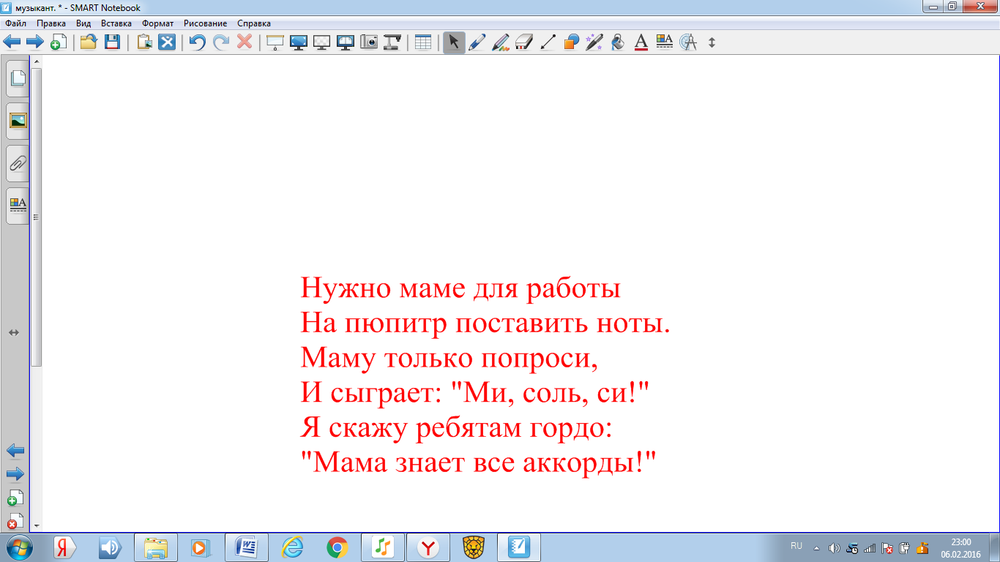 музыкант. * - SMART Notebook
Файл Правка Вид Вставка Формат Рисование Справка
Нужно маме для работы
На пюпитр поставить ноты.
Маму только попроси,
И сыграет: "Ми, соль, си!"
Я скажу ребятам гордо:
"Мама знает все аккорды!"
RU
23:00
06.02.2016